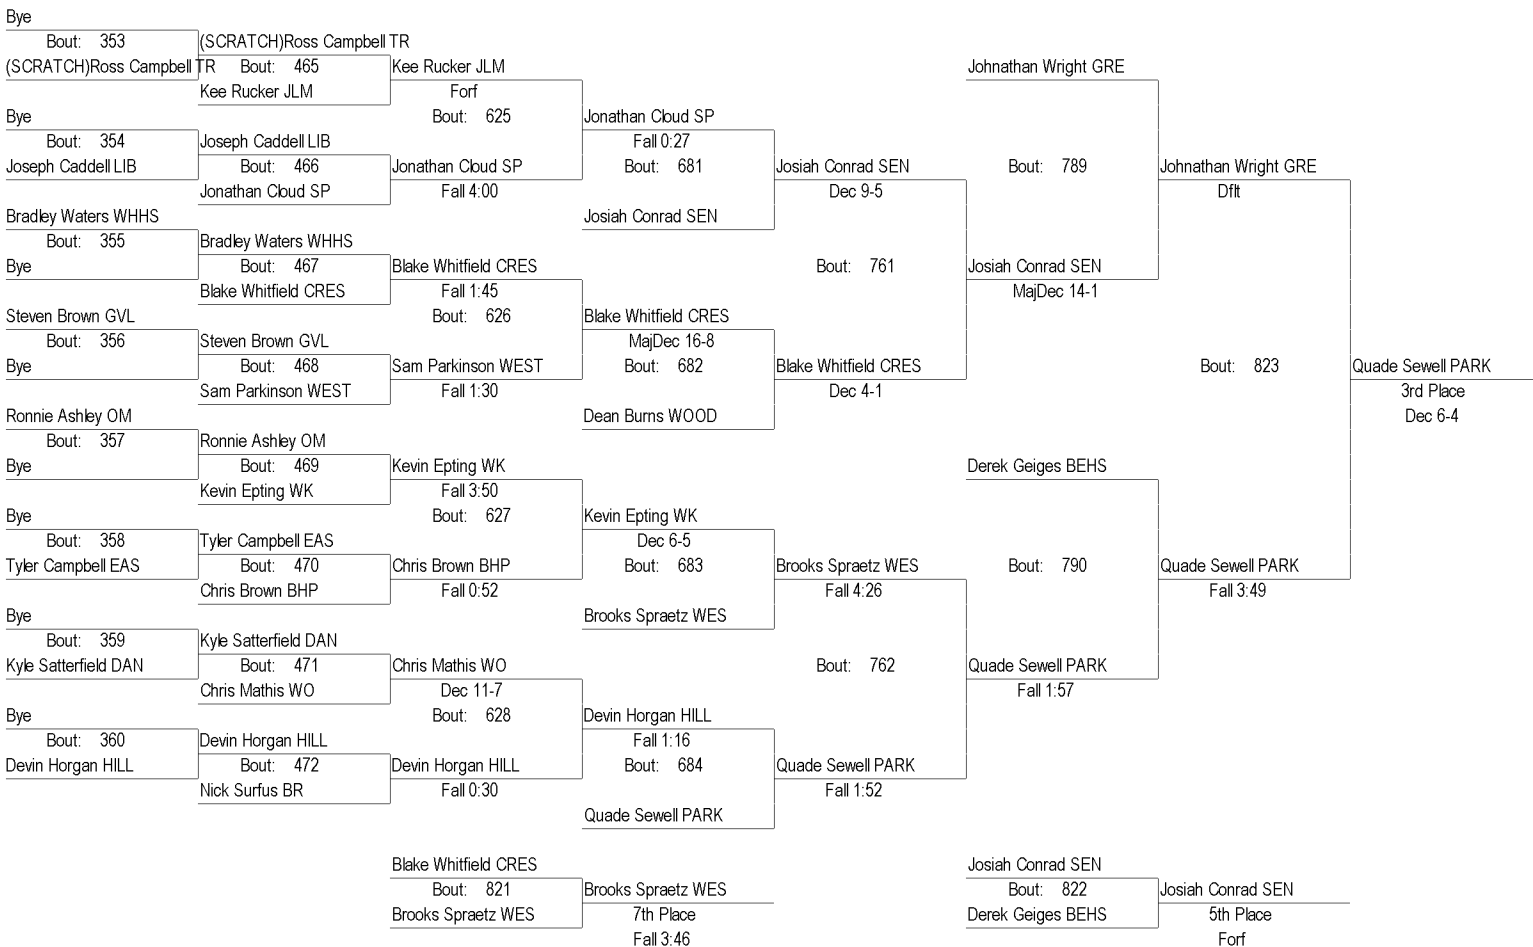 Bye
Bout: 353 (SCRATCH)Ross Campbell TR
(SCRATCH)Ross Campbell TR Bout: 465 Kee Rucker JLM Johnathan Wright GRE
Kee Rucker JLM Forf
Bye Bout: 625 Jonathan Cloud SP
Bout: 354 Joseph Caddell LIB Fall 0:27
Joseph Caddell LIB Bout: 466 Jonathan Cloud SP Bout: 681 Josiah Conrad SEN Bout: 789 Johnathan Wright GRE
Jonathan Cloud SP Fall 4:00 Dec 9-5 Dflt
Bradley Waters WHHS Josiah Conrad SEN
Bout: 355 Bradley Waters WHHS
Bye Bout: 467 Blake Whitfield CRES Bout: 761 Josiah Conrad SEN
Blake Whitfield CRES Fall 1:45 MajDec 14-1
Steven Brown GVL Bout: 626 Blake Whitfield CRES
Bout: 356 Steven Brown GVL MajDec 16-8
Bye Bout: 468 Sam Parkinson WEST Bout: 682 Blake Whitfield CRES Bout: 823 Quade Sewell PARK
Sam Parkinson WEST Fall 1:30 Dec 4-1 3rd Place
Ronnie Ashley OM Dean Burns WOOD Dec 6-4
Bout: 357 Ronnie Ashley OM
Bye Bout: 469 Kevin Epting WK Derek Geiges BEHS
Kevin Epting WK Fall 3:50
Bye Bout: 627 Kevin Epting WK
Bout: 358 Tyler Campbell EAS Dec 6-5
Tyler Campbell EAS Bout: 470 Chris Brown BHP Bout: 683 Brooks Spraetz WES Bout: 790 Quade Sewell PARK
Chris Brown BHP Fall 0:52 Fall 4:26 Fall 3:49
Bye Brooks Spraetz WES
Bout: 359 Kyle Satterfield DAN
Kyle Satterfield DAN Bout: 471 Chris Mathis WO Bout: 762 Quade Sewell PARK
Chris Mathis WO Dec 11-7 Fall 1:57
Bye Bout: 628 Devin Horgan HILL
Bout: 360 Devin Horgan HILL Fall 1:16
Devin Horgan HILL Bout: 472 Devin Horgan HILL Bout: 684 Quade Sewell PARK
Nick Surfus BR Fall 0:30 Fall 1:52
Quade Sewell PARK
Blake Whitfield CRES Josiah Conrad SEN
Bout: 821 Brooks Spraetz WES Bout: 822 Josiah Conrad SEN
Brooks Spraetz WES 7th Place Derek Geiges BEHS 5th Place
Fall 3:46 Forf